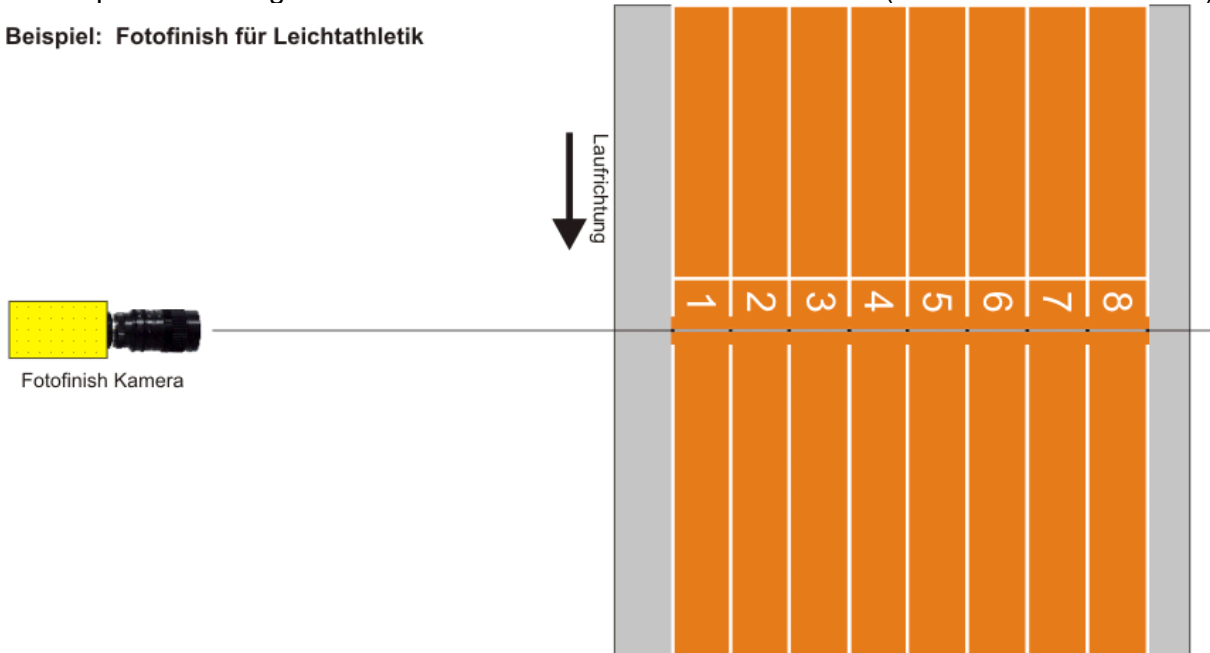 Beispiel: Fotofinish für Leichtathletik
Laufrichtung
1 2 3 4 5 6 7 8
Fotofinish Kamera